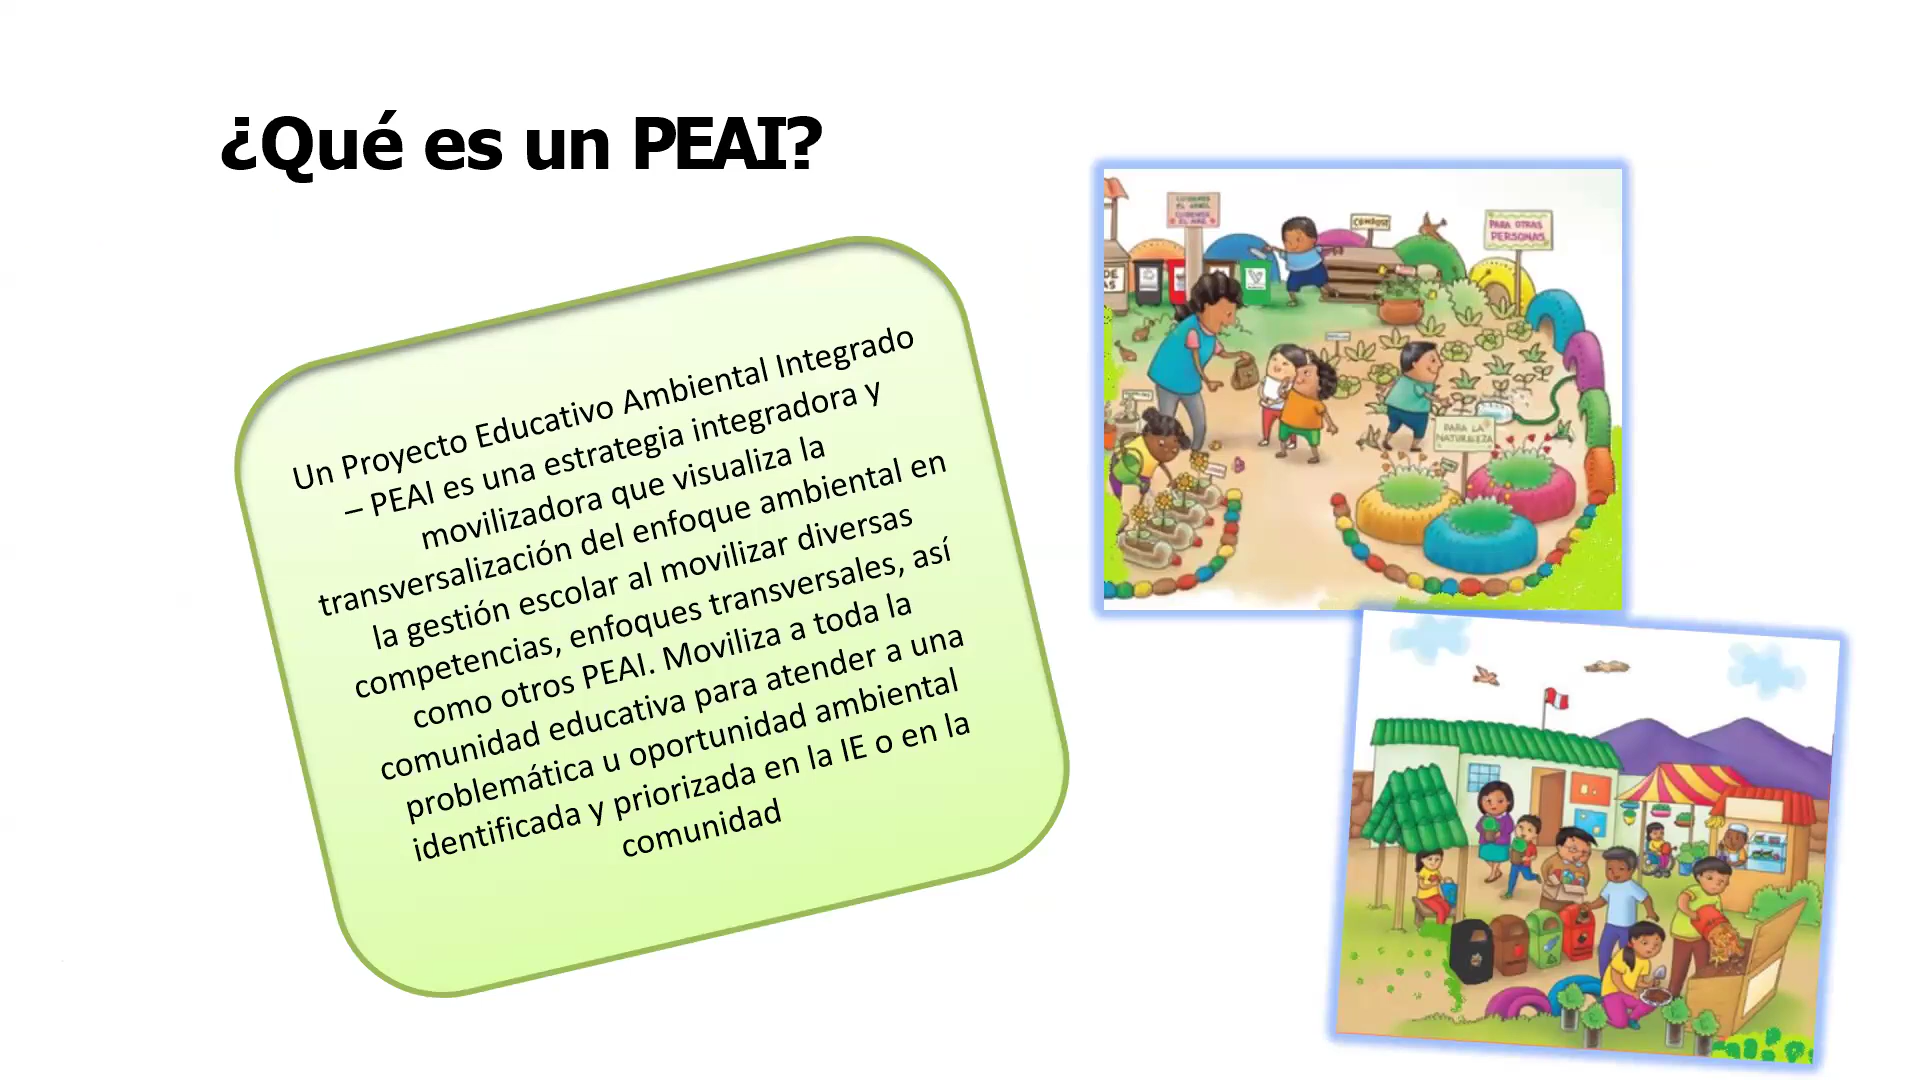 ¿Qué es un PEAI?
Un Proyecto Educativo Ambiental Integrado
– PEAI es una estrategia integradora y
movilizadora que visualiza la
transversalización del enfoque ambiental en
la gestión escolar al movilizar diversas
competencias, enfoques transversales, así
como otros PEAI. Moviliza a toda la
comunidad educativa para atender a una
problemática u oportunidad ambiental
identificada y priorizada en la IE o en la
comunidad
COMPOST
PARA OTRAS
PERSONAS
PARA LA
NATURALEZA